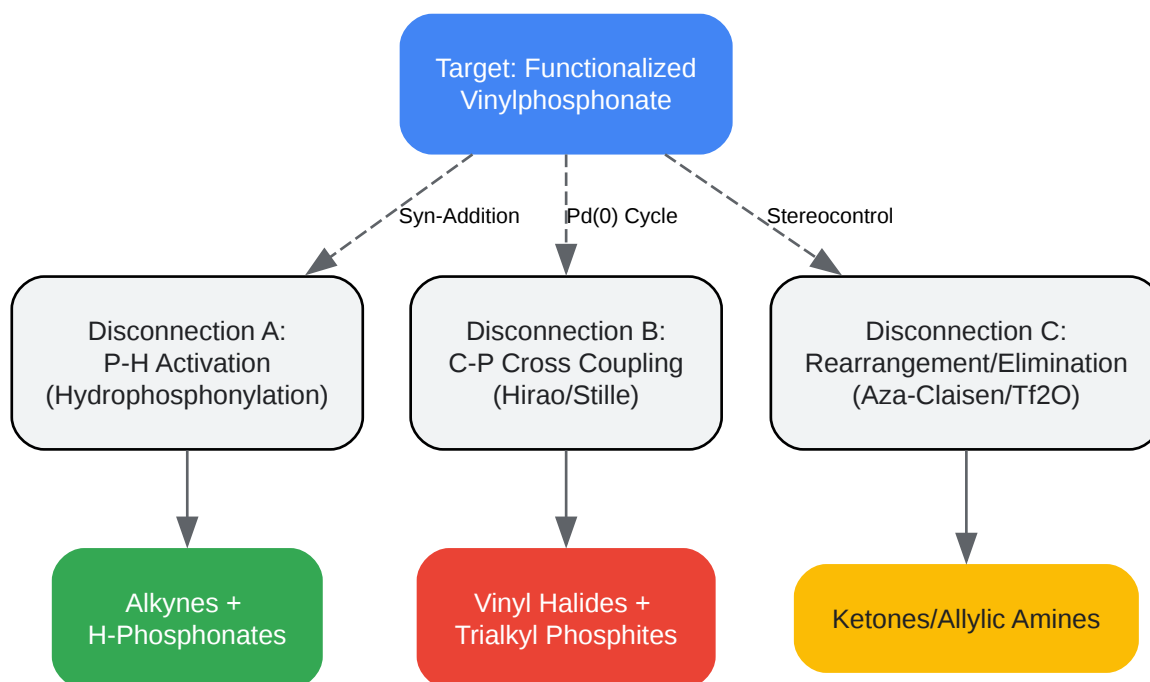 Target: Functionalized
Vinylphosphonate
Syn-Addition
Pd(0) Cycle
Stereocontrol
Disconnection A:
P-H Activation
(Hydrophosphonylation)
Disconnection B:
C-P Cross Coupling
(Hirao/Stille)
Disconnection C:
Rearrangement/Elimination
(Aza-Claisen/Tf2O)
Alkynes +
H-Phosphonates
Vinyl Halides +
Trialkyl Phosphites
Ketones/Allylic Amines